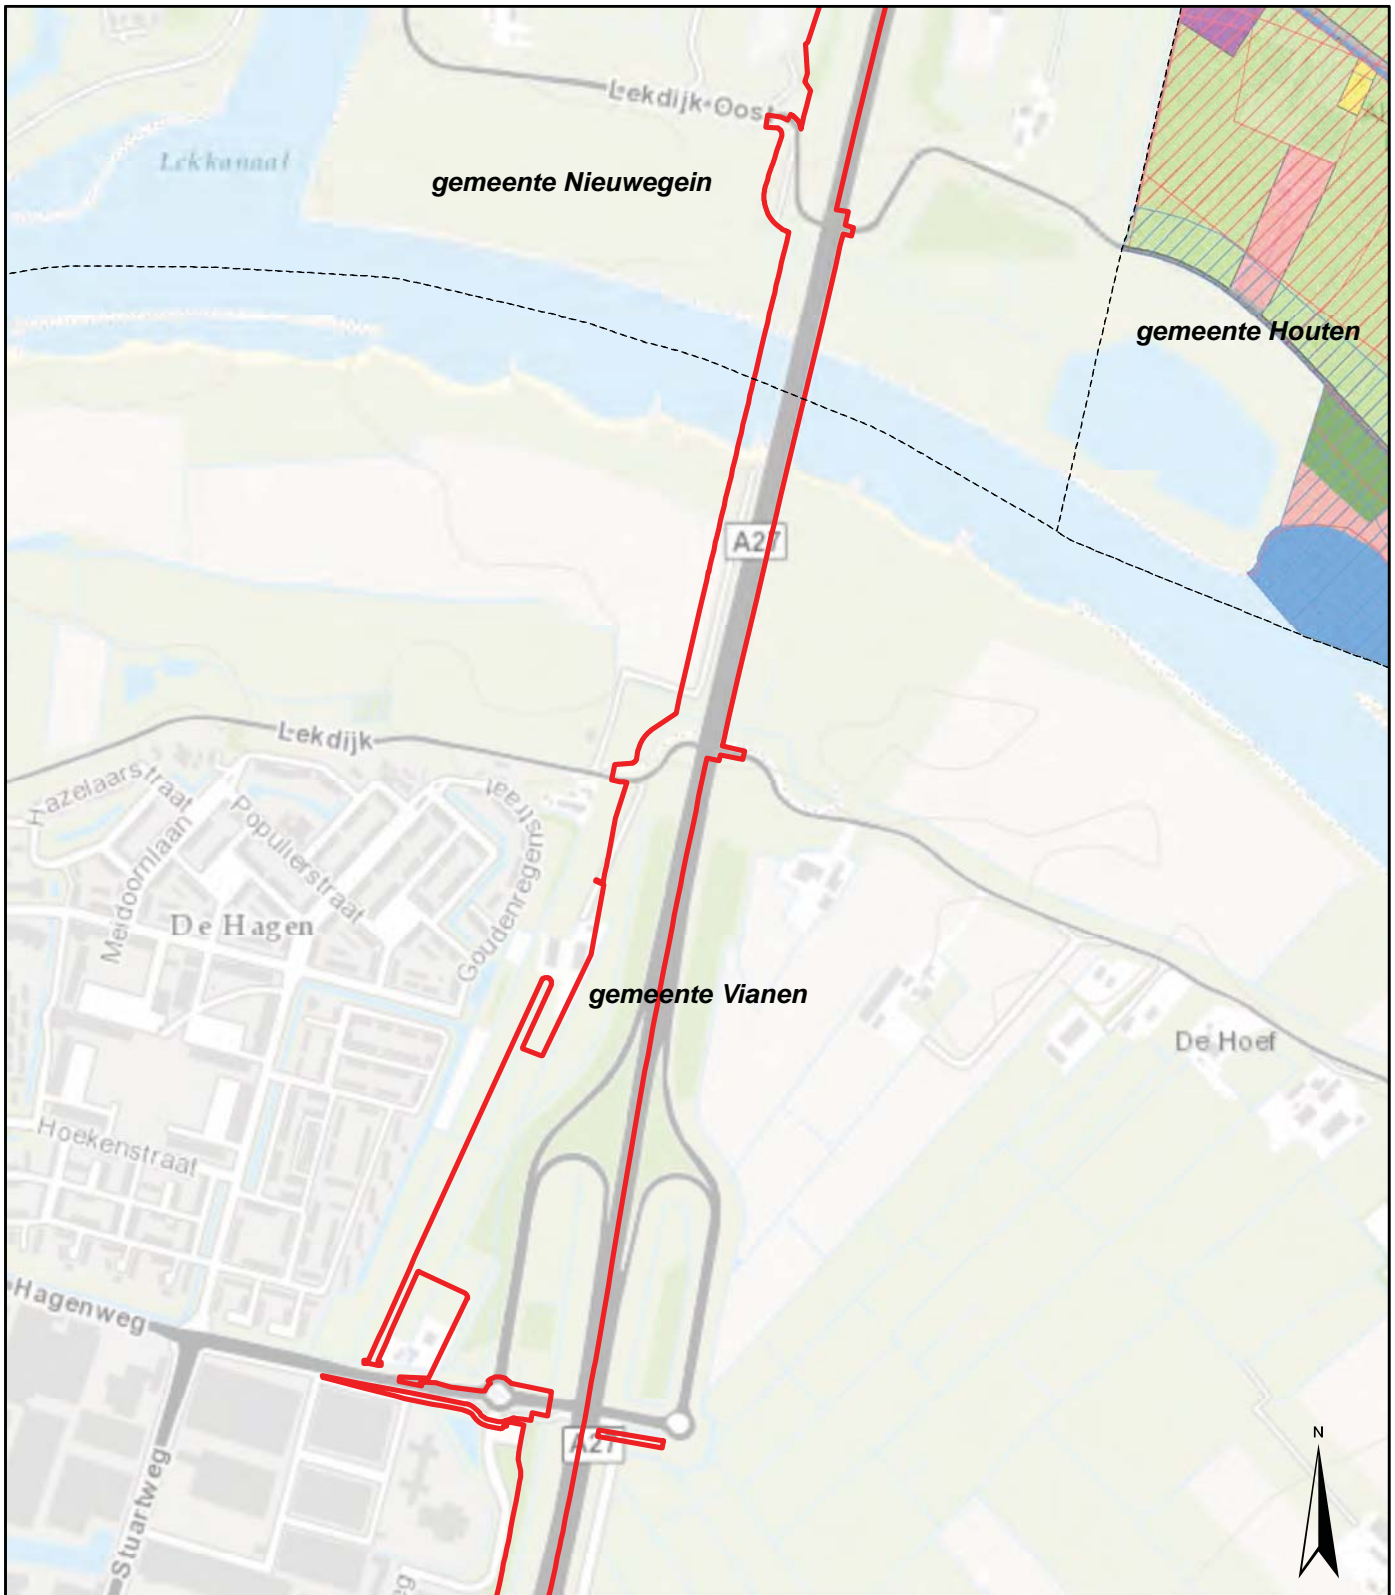 Lekdijk-Oost
Lekkanaal
gemeente Nieuwegein
gemeente Houten
A27
Lekdijk
Hazelaarstraat
Meidoornlaan
Populierstraat
Goudenregenstraat
De Hagen
gemeente Vianen
De Hoef
Hoekenstraat
Hagenweg
A27
Stuartweg
N